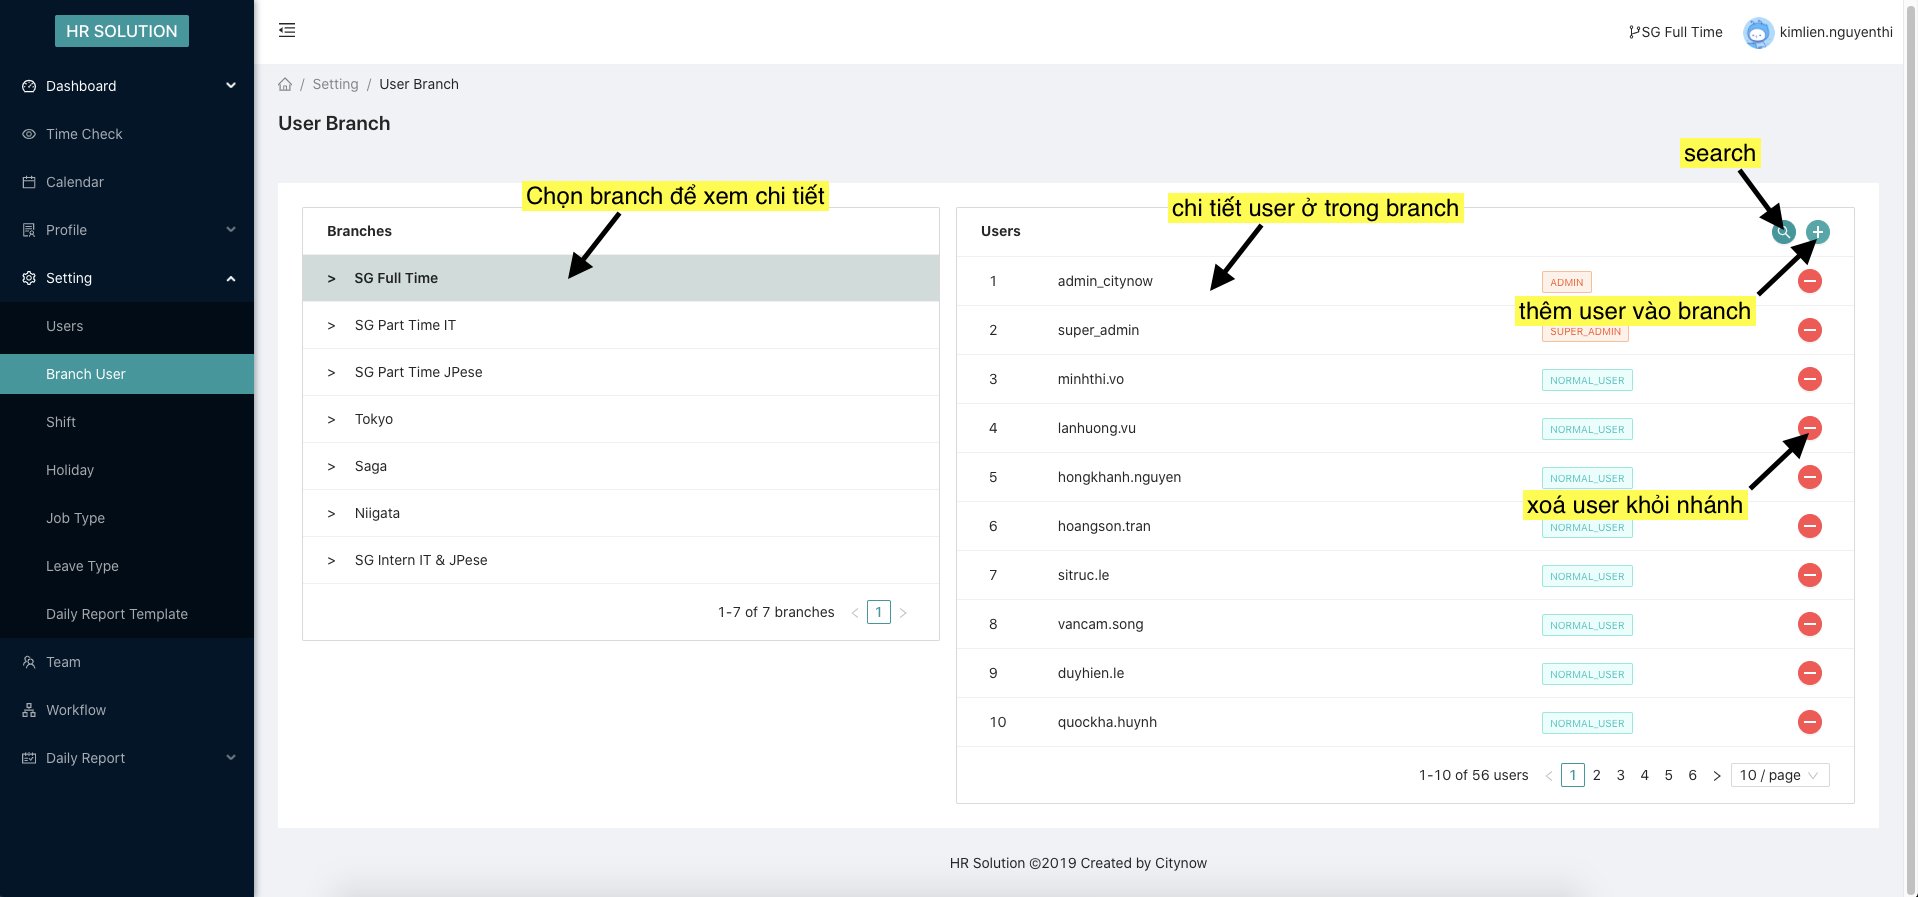 HR SOLUTION
Dashboard
Time Check
Calendar
Profile
Setting
Users
Branch User
Shift
Holiday
Job Type
Leave Type
Daily Report Template
Team
Workflow
Daily Report
SG Full Time
kimlien.nguyenthi
/ Setting / User Branch
User Branch
search
Chọn branch để xem chi tiết
chi tiết user ở trong branch
Branches
> SG Full Time
> SG Part Time IT
> SG Part Time JPese
> Tokyo
> Saga
> Niigata
> SG Intern IT & JPese
1-7 of 7 branches < 1 >
Users
1 admin_citynow ADMIN
thêm user vào branch
2 super_admin SUPER_ADMIN
3 minhthi.vo NORMAL_USER
4 lanhuong.vu NORMAL_USER
5 hongkhanh.nguyen NORMAL_USER
xoá user khỏi nhánh
6 hoangson.tran NORMAL_USER
7 sitruc.le NORMAL_USER
8 vancam.song NORMAL_USER
9 duyhien.le NORMAL_USER
10 quockha.huynh NORMAL_USER
1-10 of 56 users < 1 2 3 4 5 6 > 10 / page
HR Solution ©2019 Created by Citynow